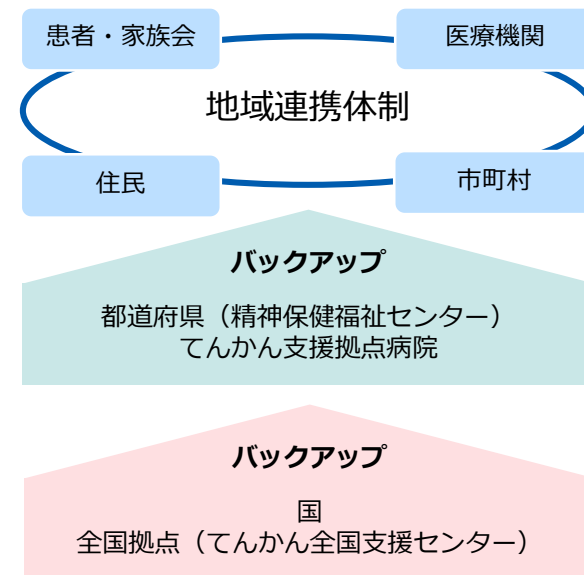 患者・家族会
医療機関
地域連携体制
住民
市町村
バックアップ
都道府県（精神保健福祉センター）
てんかん支援拠点病院
バックアップ
国
全国拠点（てんかん全国支援センター）